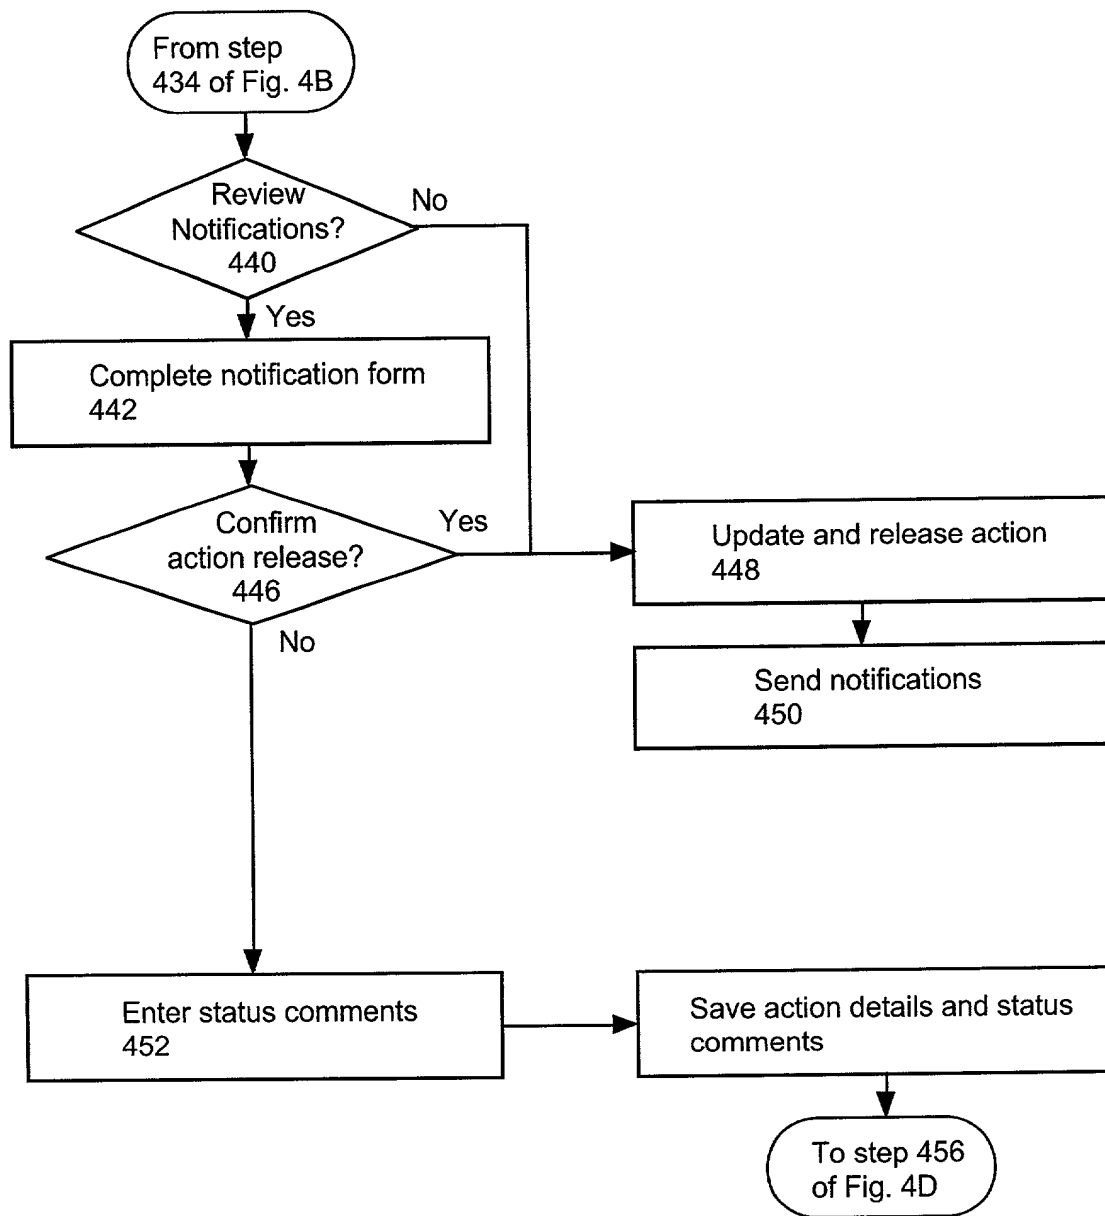 From step
434 of Fig. 4B
Review
Notifications?
440
No
Yes
Complete notification form
442
Confirm
action release?
446
Yes
No
Update and release action
448
Send notifications
450
Enter status comments
452
Save action details and status
comments
To step 456
of Fig. 4D